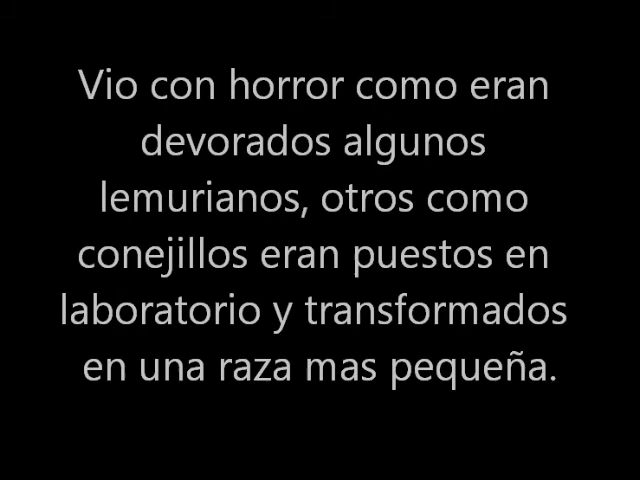 Vio con horror como eran
devorados algunos
lemurianos, otros como
conejillos eran puestos en
laboratorio y transformados
en una raza mas pequeña.